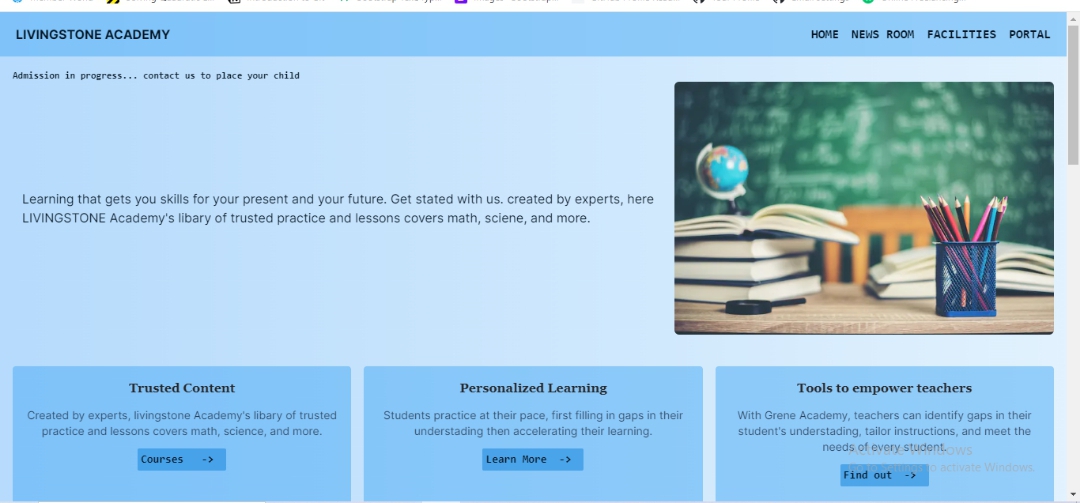 LIVINGSTONE ACADEMY
HOME NEWS ROOM FACILITIES PORTAL
Admission in progress... contact us to place your child
Learning that gets you skills for your present and your future. Get stated with us. created by experts, here
LIVINGSTONE Academy's libary of trusted practice and lessons covers math, sciene, and more.
Trusted Content
Created by experts, livingstone Academy's libary of trusted
practice and lessons covers math, science, and more.
Courses ->
Personalized Learning
Students practice at their pace, first filling in gaps in their
understading then accelerating their learning.
Learn More ->
Tools to empower teachers
With Grene Academy, teachers can identify gaps in their
student's understading, tailor instructions, and meet the
needs of every student.
Find out ->
Activate Windows
Go to Settings to activate Windows.